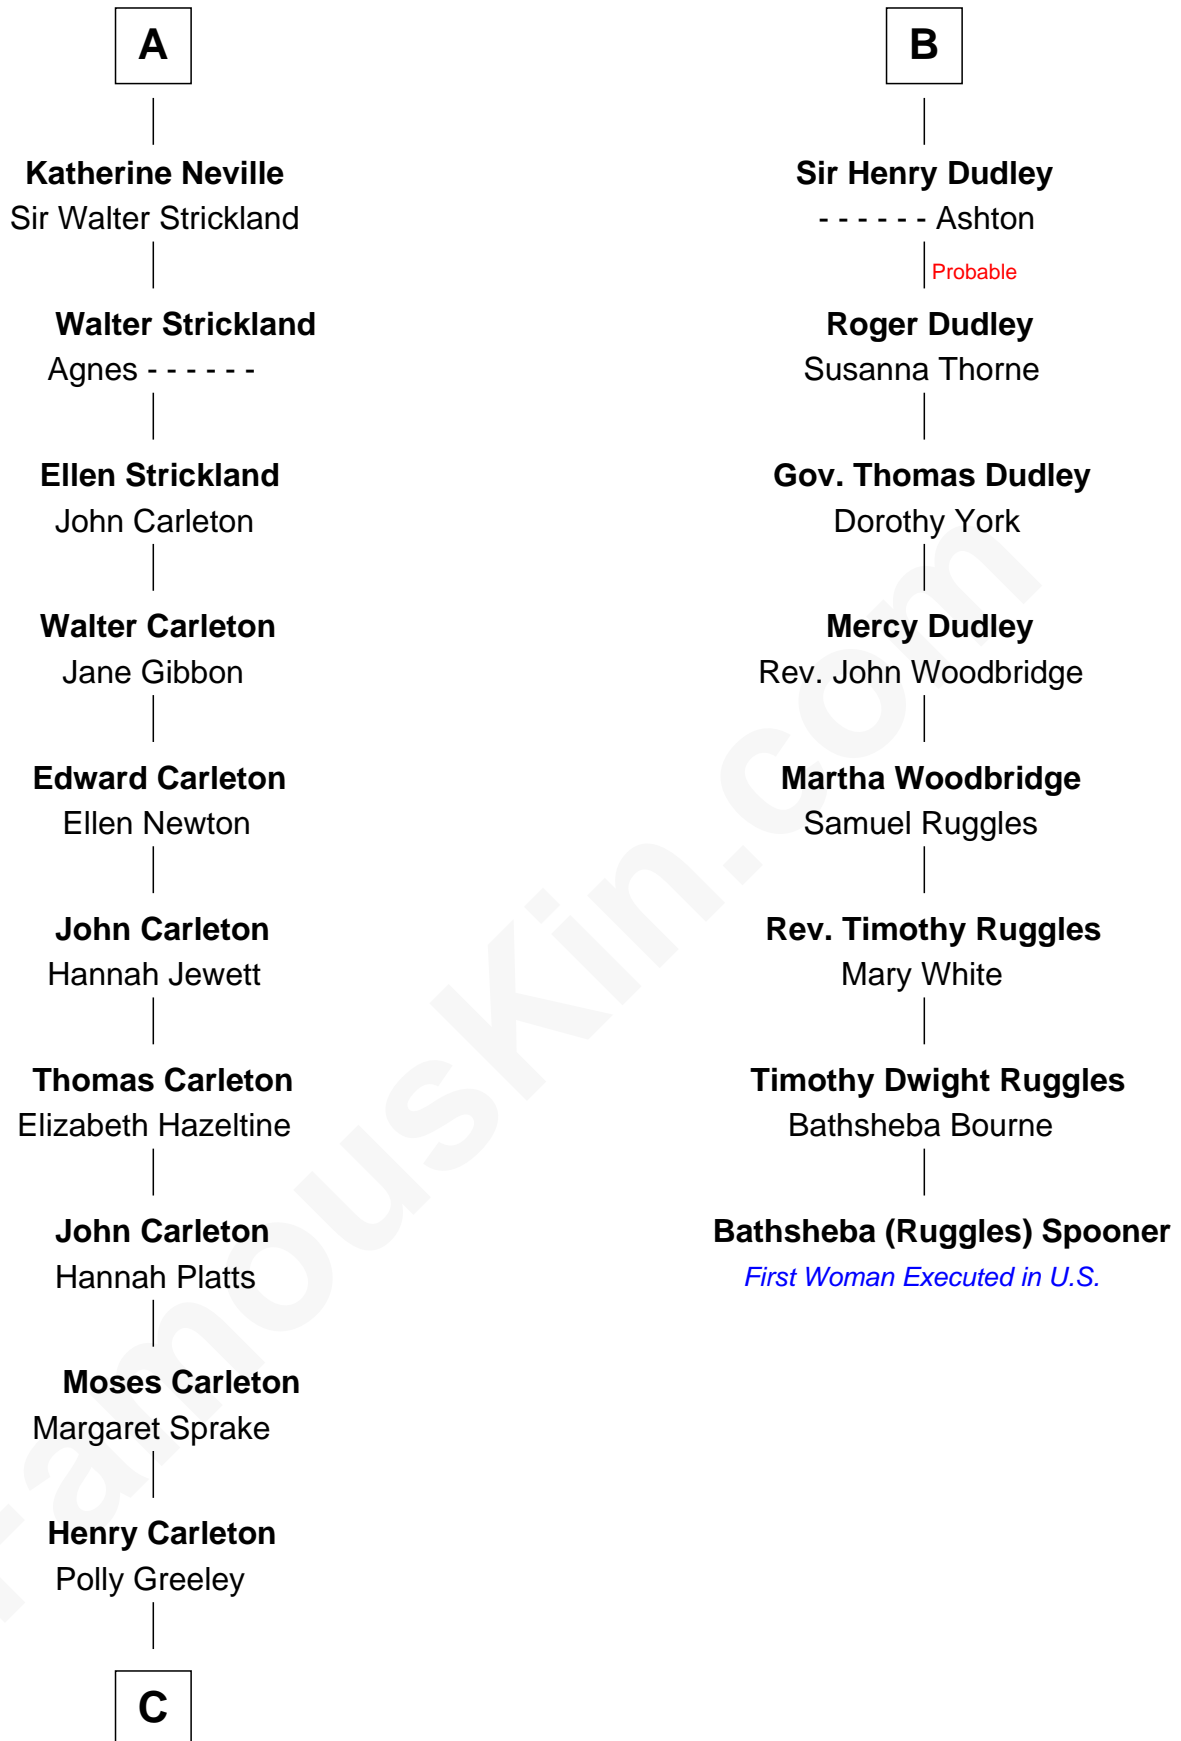 A
Katherine Neville
Sir Walter Strickland
Walter Strickland
Agnes - - - - - -
Ellen Strickland
John Carleton
Walter Carleton
Jane Gibbon
Edward Carleton
Ellen Newton
John Carleton
Hannah Jewett
Thomas Carleton
Elizabeth Hazeltine
John Carleton
Hannah Platts
Moses Carleton
Margaret Sprake
Henry Carleton
Polly Greeley
C
B
Sir Henry Dudley
- - - - - - Ashton
Probable
Roger Dudley
Susanna Thorne
Gov. Thomas Dudley
Dorothy York
Mercy Dudley
Rev. John Woodbridge
Martha Woodbridge
Samuel Ruggles
Rev. Timothy Ruggles
Mary White
Timothy Dwight Ruggles
Bathsheba Bourne
Bathsheba (Ruggles) Spooner
First Woman Executed in U.S.
FamousKin.com